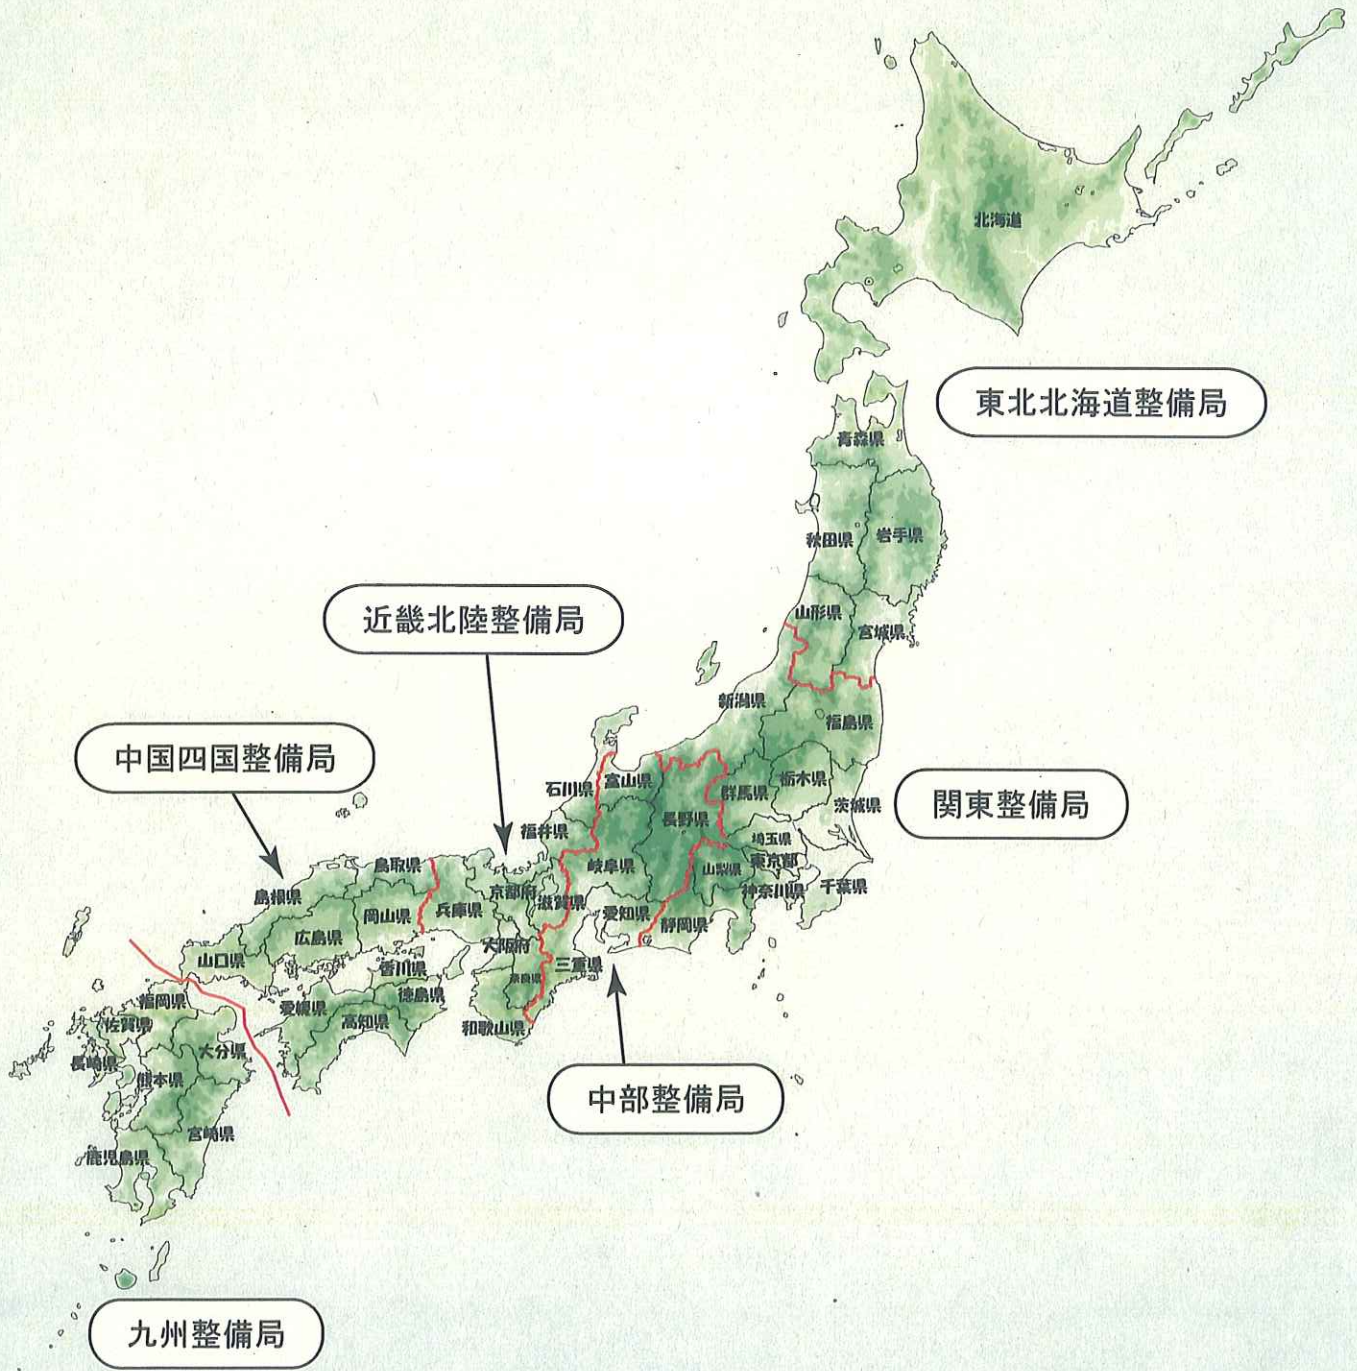 北海道
東北北海道整備局
青森県
秋田県
岩手県
山形県
宮城県
近畿北陸整備局
新潟県
福島県
中国四国整備局
石川県
富山県
群馬県
栃木県
長野県
茨城県
関東整備局
福井県
埼玉県
鳥取県
岐阜県
山梨県
東京都
島根県
京都府
滋賀県
神奈川県
千葉県
岡山県
兵庫県
愛知県
静岡県
広島県
大阪府
山口県
香川県
三重県
奈良県
福岡県
愛媛県
徳島県
佐賀県
高知県
和歌山県
大分県
長崎県
熊本県
中部整備局
宮崎県
鹿児島県
九州整備局